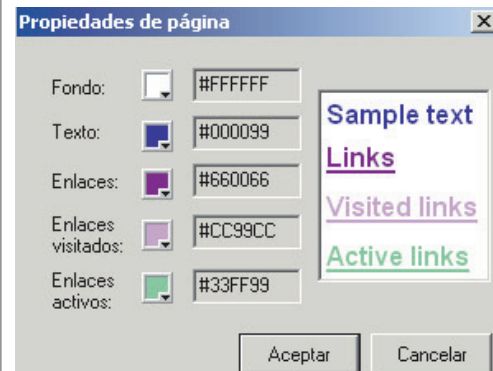 Propiedades de página
Fondo: #FFFFFF
Texto: #000099
Enlaces: #660066
Enlaces
visitados: #CC99CC
Enlaces
activos: #33FF99
Sample text
Links
Visited links
Active links
Aceptar Cancelar